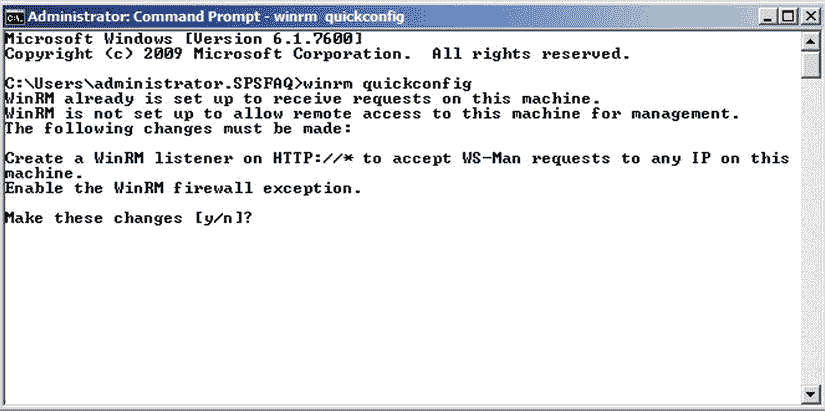 Administrator: Command Prompt - winrm quickconfig
Microsoft Windows [Version 6.1.7600]
Copyright (c) 2009 Microsoft Corporation.  All rights reserved.
C:\Users\administrator.SPSFAQ>winrm quickconfig
WinRM already is set up to receive requests on this machine.
WinRM is not set up to allow remote access to this machine for management.
The following changes must be made:
Create a WinRM listener on HTTP://* to accept WS-Man requests to any IP on this
machine.
Enable the WinRM firewall exception.
Make these changes [y/n]?